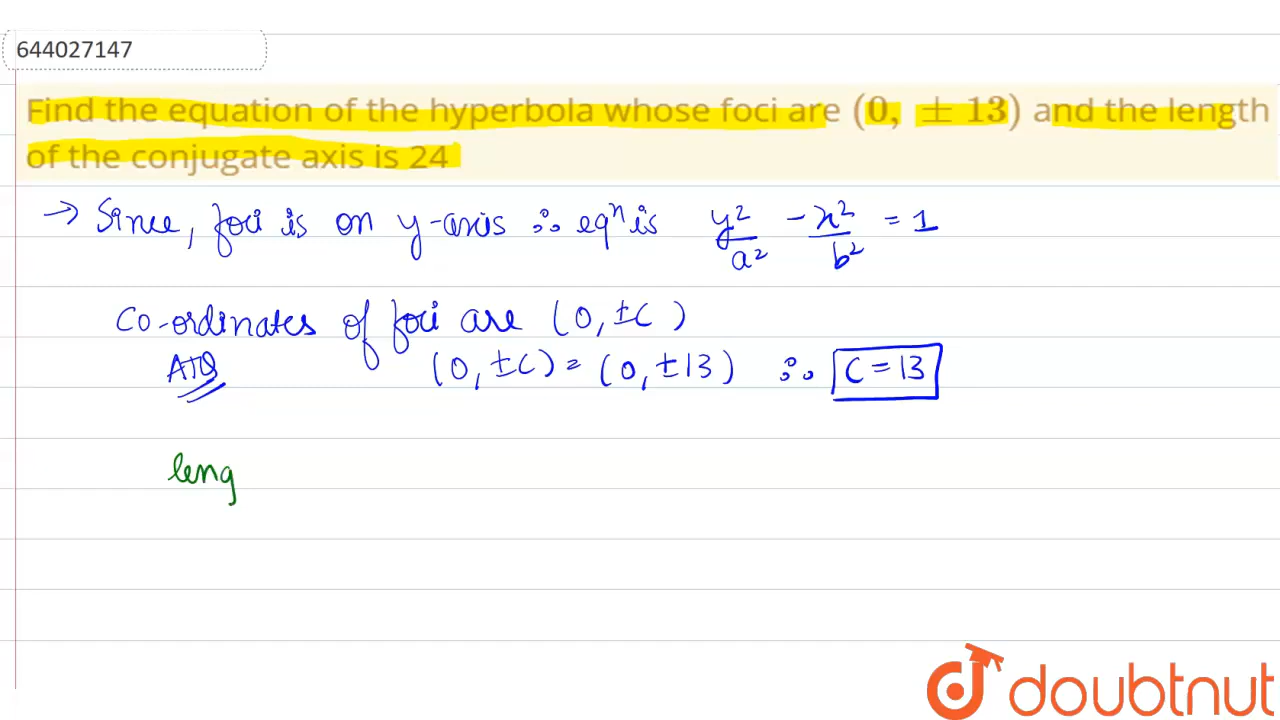 644027147
Find the equation of the hyperbola whose foci are (0, ± 13) and the length
of the conjugate axis is 24
→ Since, foci is on y-axis ∴ eqⁿ is y²/a² - x²/b² = 1
Co-ordinates of foci are (0, ±C)
ATQ (0, ±C) = (0, ±13) ∴ C = 13
leng
doubtnut